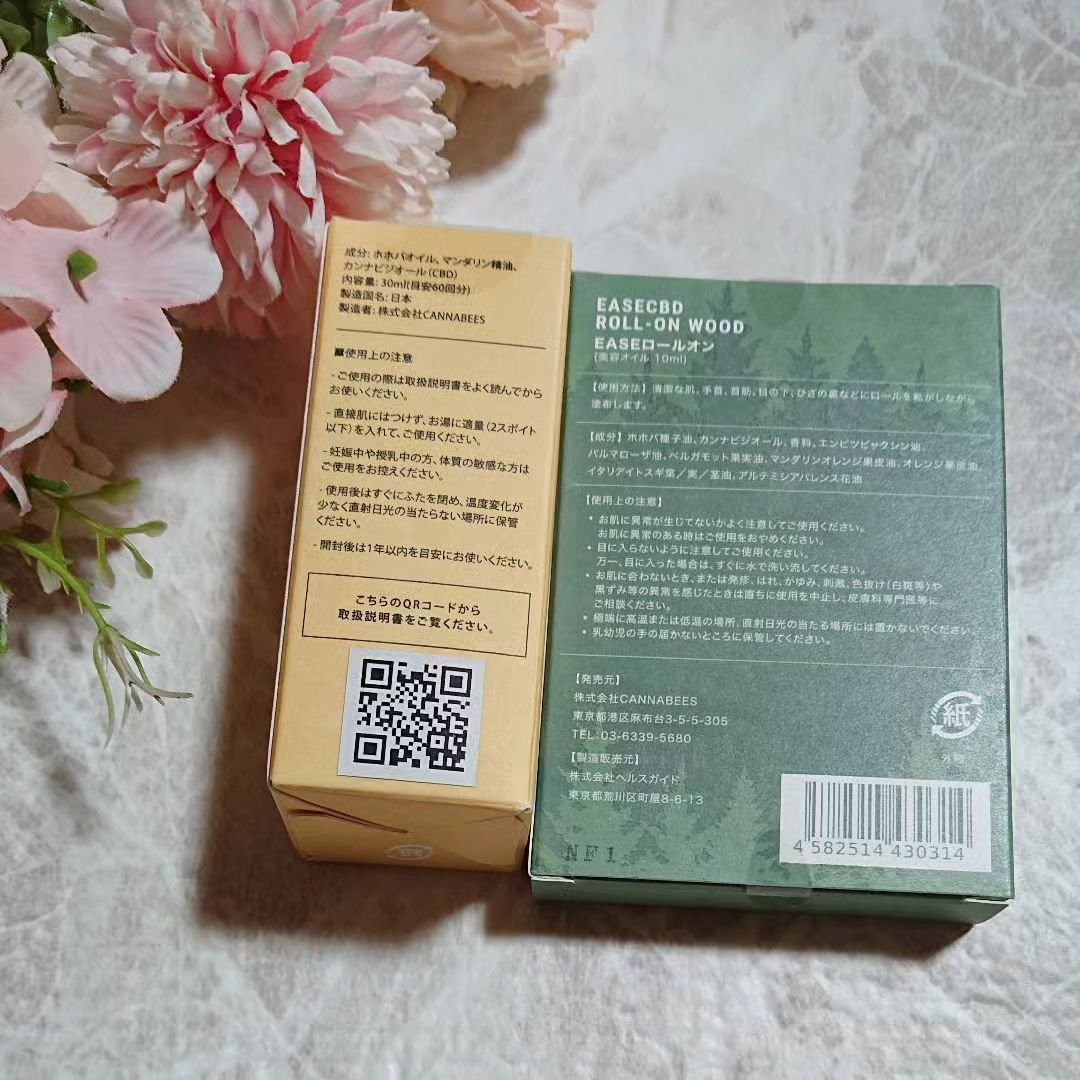 成分: ホホバオイル、マンダリン精油、
カンナビジオール (CBD)
内容量: 30ml(目安60回分)
製造国名: 日本
製造者: 株式会社CANNABEES
■使用上の注意
- ご使用の際は取扱説明書をよく読んでから
お使いください。
- 直接肌にはつけず、お湯に適量 (2スポイト
以下)を入れて、ご使用ください。
- 妊娠中や授乳中の方、体質の敏感な方は
ご使用をお控えください。
- 使用後はすぐにふたを閉め、温度変化が
少なく直射日光の当たらない場所に保管
ください。
- 開封後は1年以内を目安にお使いください。
こちらのQRコードから
取扱説明書をご覧ください。
EASECBD
ROLL-ON WOOD
EASEロールオン
(美容オイル 10ml)
【使用方法】清潔な肌、手首、首筋、目の下、ひざの裏などにロールを転がしながら
塗布します。
【成分】ホホバ種子油、カンナビジオール、香料、エンピツビャクシン油、
パルマローザ油、ベルガモット果実油、マンダリンオレンジ果皮油、オレンジ果皮油、
イタリアイトスギ葉/実/茎油、アルテミシアパレンス花油
【使用上の注意】
• お肌に異常が生じてないかよく注意してご使用ください。
お肌に異常のある時はご使用をおやめください。
• 目に入らないように注意してご使用ください。
万一、目に入った場合は、すぐに水で洗い流してください。
• お肌に合わないとき、または発疹、はれ、かゆみ、刺激、色抜け(白斑等)や
黒ずみ等の異常を感じたときは直ちに使用を中止し、皮膚科専門医等に
ご相談ください。
• 極端に高温または低温の場所、直射日光の当たる場所には置かないでください。
• 乳幼児の手の届かないところに保管してください。
【発売元】
株式会社CANNABEES
東京都港区麻布台3-5-5-305
TEL:03-6339-5680
【製造販売元】
株式会社ヘルスガイド
東京都荒川区町屋8-6-13
紙
外箱
NF1
4 582514 430314